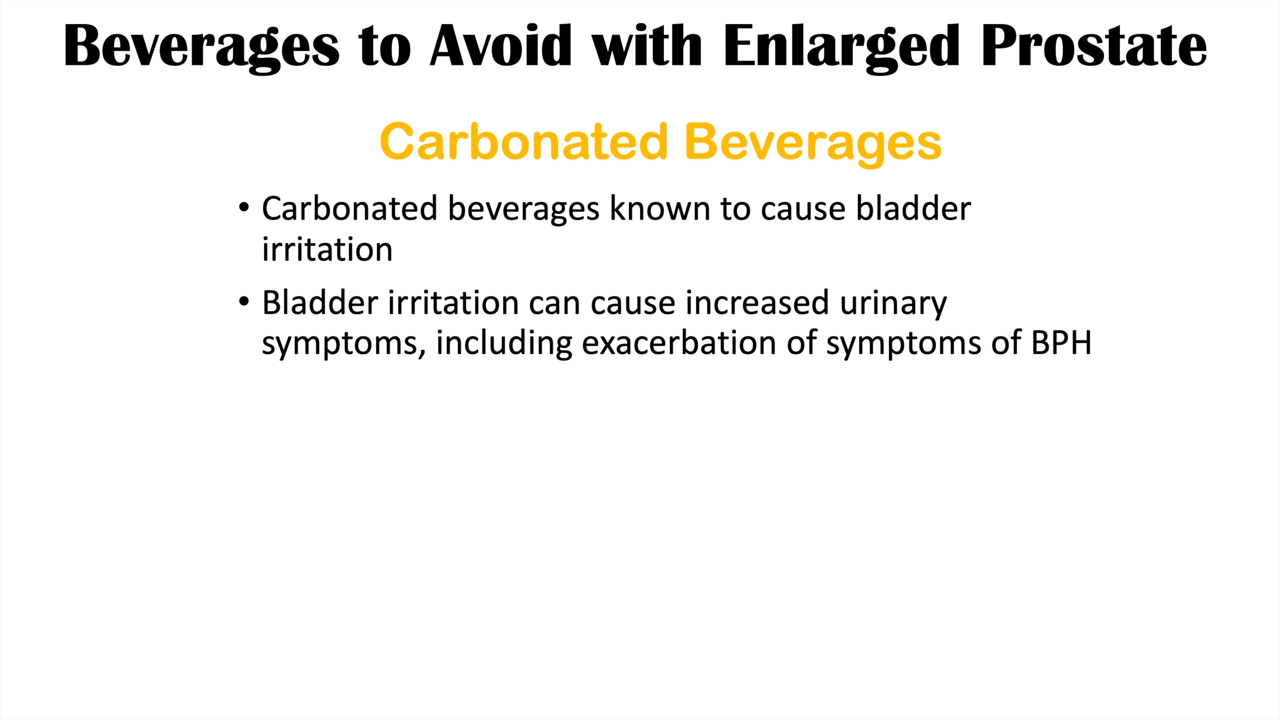 Beverages to Avoid with Enlarged Prostate
Carbonated Beverages
• Carbonated beverages known to cause bladder
irritation
• Bladder irritation can cause increased urinary
symptoms, including exacerbation of symptoms of BPH